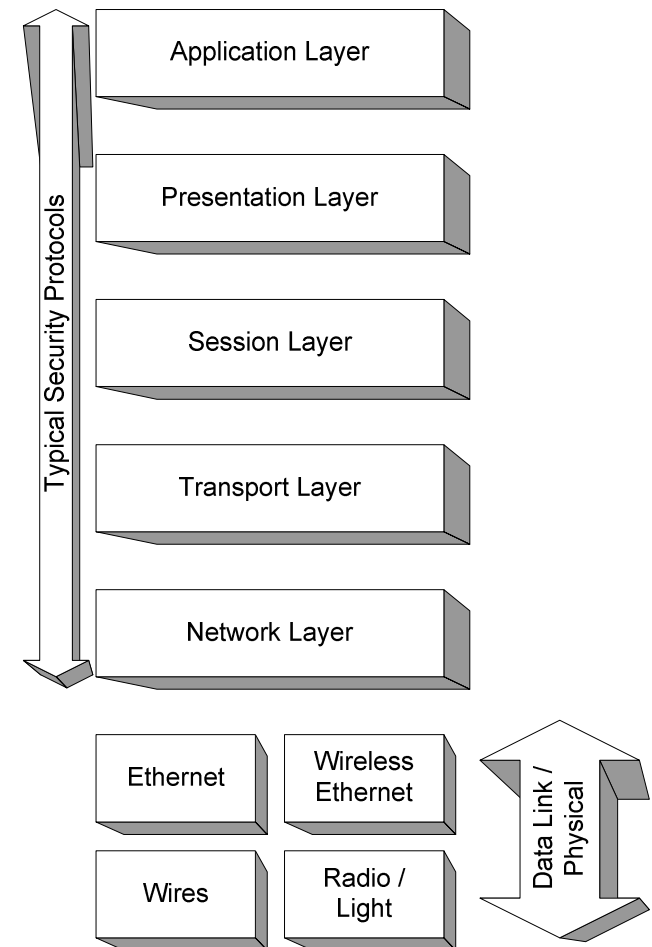 Typical Security Protocols
Application Layer
Presentation Layer
Session Layer
Transport Layer
Network Layer
Ethernet
Wireless
Ethernet
Wires
Radio /
Light
Data Link /
Physical